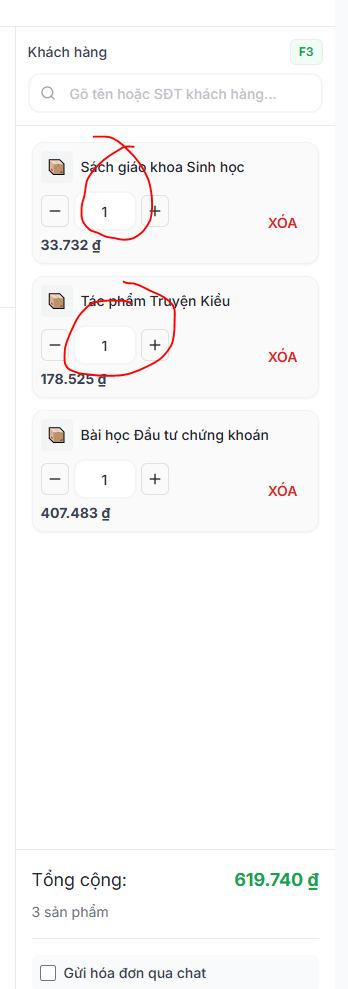 Khách hàng
F3
Gõ tên hoặc SĐT khách hàng...
Sách giáo khoa Sinh học
− 1 +
XÓA
33.732 ₫
Tác phẩm Truyện Kiều
− 1 +
XÓA
178.525 ₫
Bài học Đầu tư chứng khoán
− 1 +
XÓA
407.483 ₫
Tổng cộng: 619.740 ₫
3 sản phẩm
Gửi hóa đơn qua chat